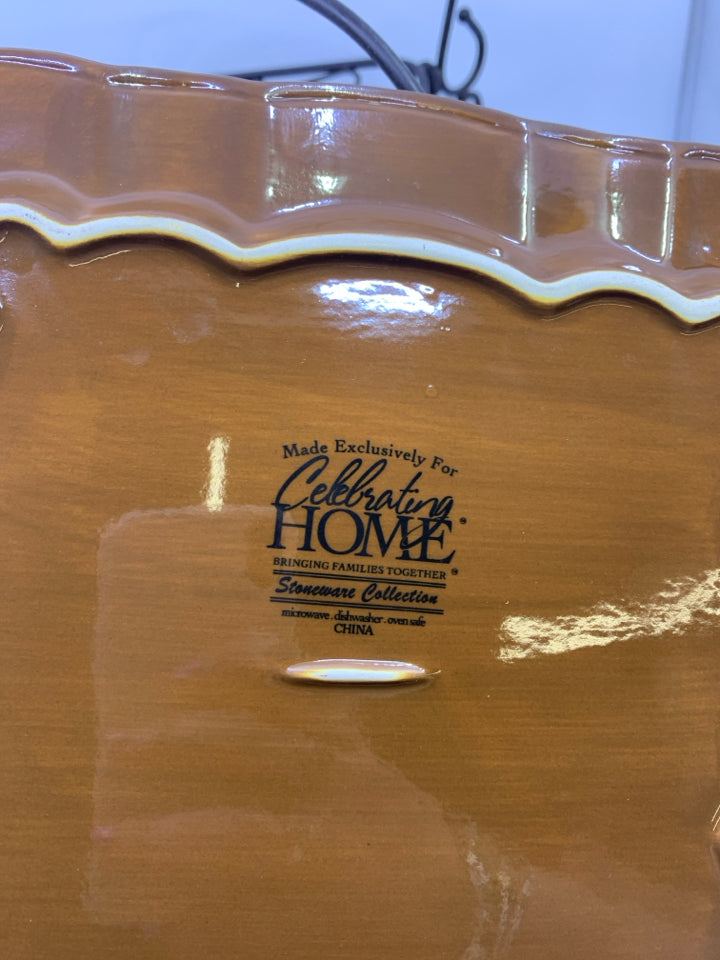 Made Exclusively For
Celebrating
HOME®
BRINGING FAMILIES TOGETHER®
Stoneware Collection
microwave . dishwasher . oven safe
CHINA